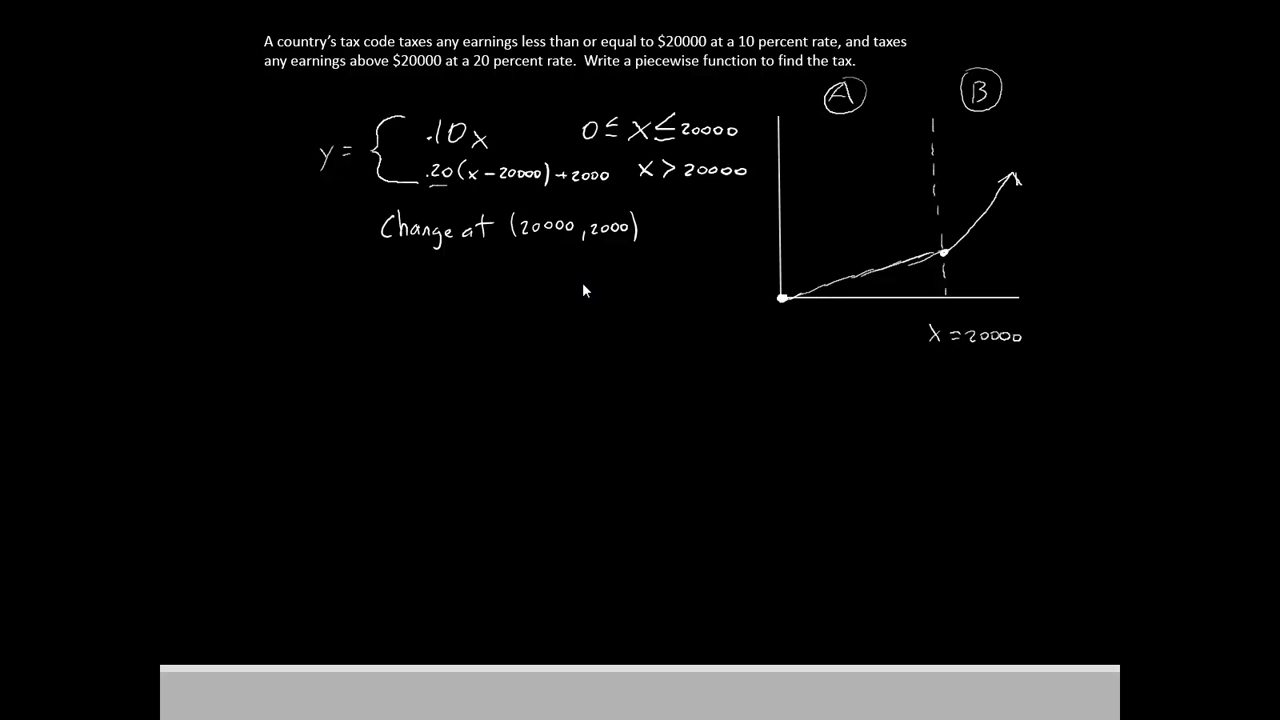 A country's tax code taxes any earnings less than or equal to $20000 at a 10 percent rate, and taxes
any earnings above $20000 at a 20 percent rate. Write a piecewise function to find the tax.
A B
.10x 0 ≤ x ≤ 20000
y = {
.20(x - 20000) + 2000 x > 20000
Change at (20000, 2000)
x = 20000